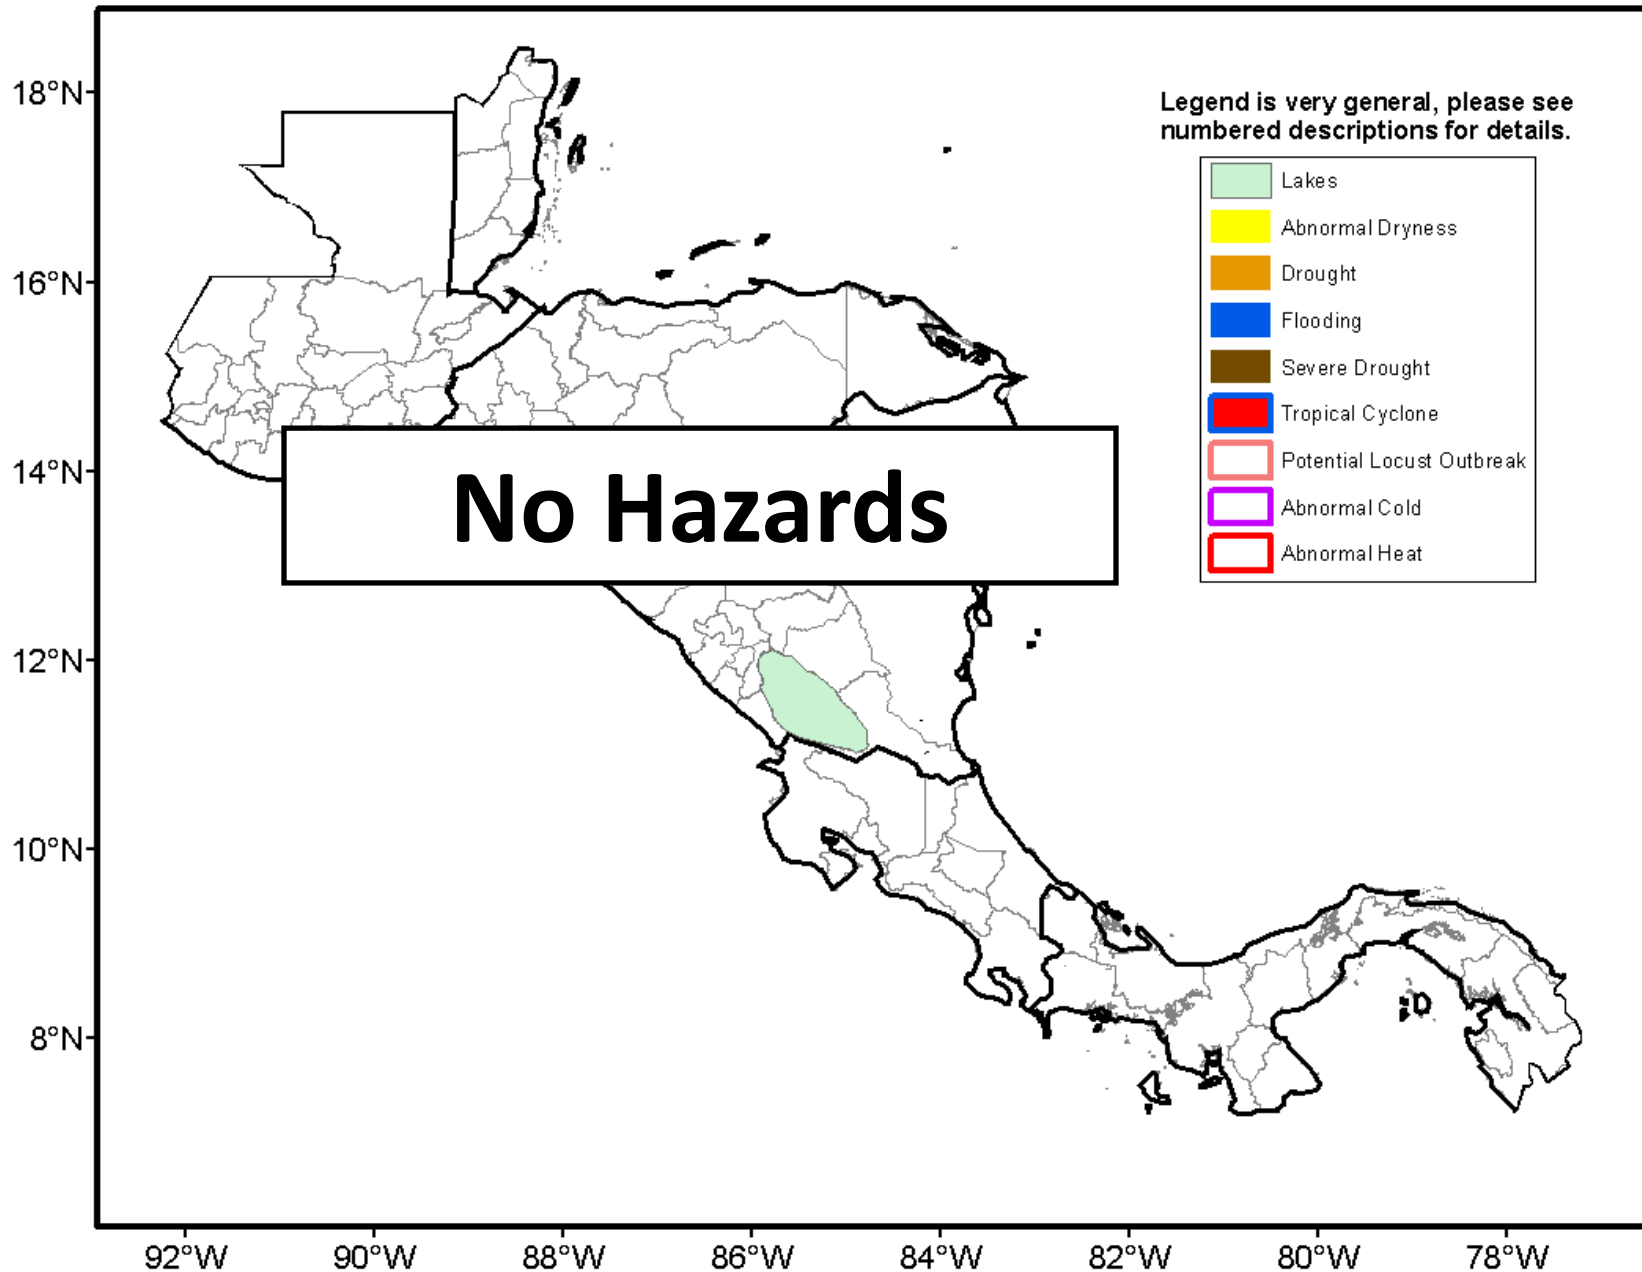 Legend is very general, please see
numbered descriptions for details.
Lakes
Abnormal Dryness
Drought
Flooding
Severe Drought
Tropical Cyclone
Potential Locust Outbreak
Abnormal Cold
Abnormal Heat
No Hazards
18°N
16°N
14°N
12°N
10°N
8°N
92°W 90°W 88°W 86°W 84°W 82°W 80°W 78°W